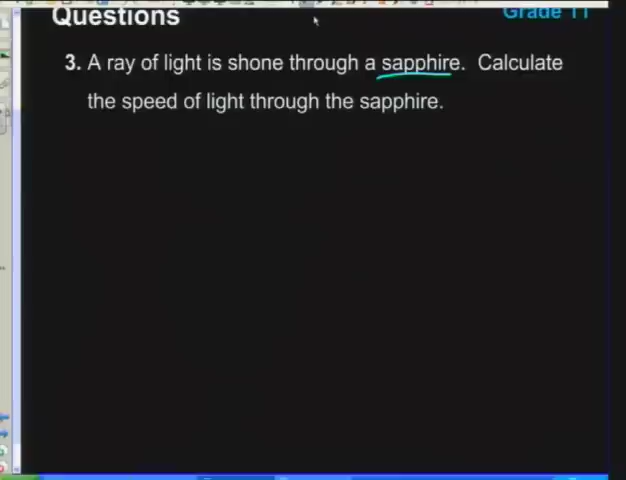 Questions
Grade 11
3. A ray of light is shone through a sapphire. Calculate
the speed of light through the sapphire.